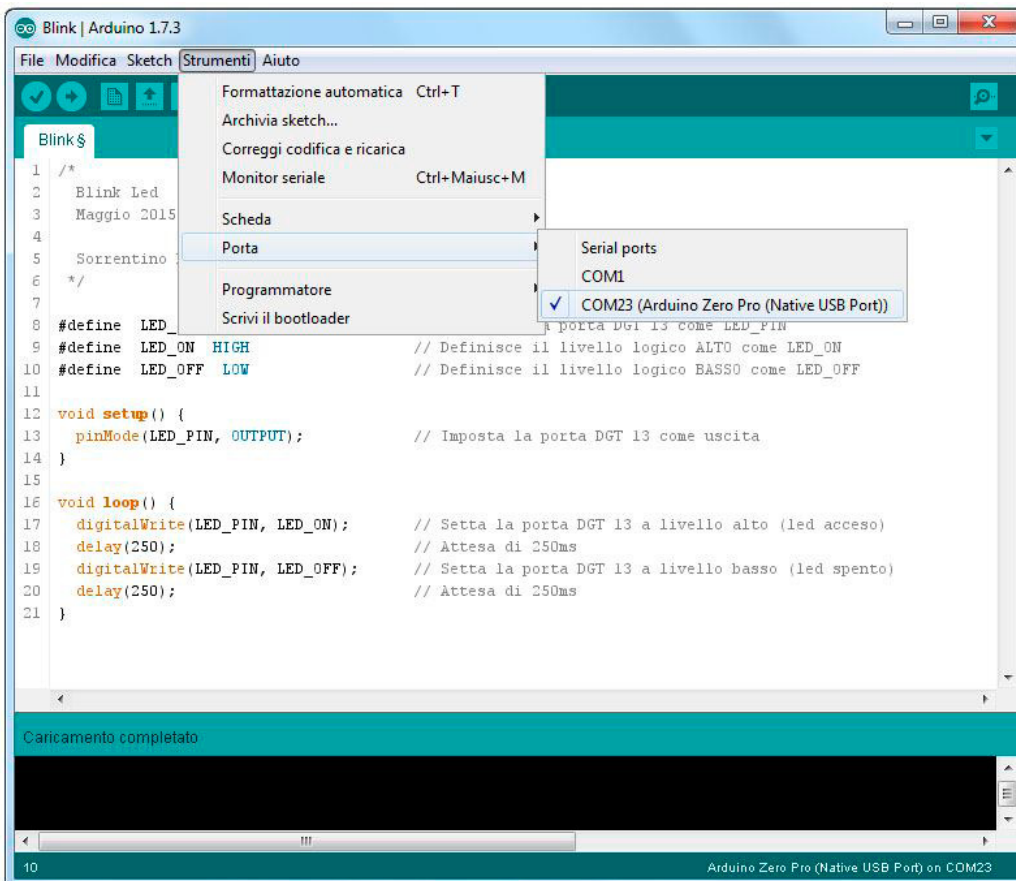 Blink | Arduino 1.7.3
File Modifica Sketch Strumenti Aiuto
Formattazione automatica Ctrl+T
Archivia sketch...
Correggi codifica e ricarica
Monitor seriale Ctrl+Maiusc+M
Scheda
Porta
Programmatore
Scrivi il bootloader
Serial ports
COM1
COM23 (Arduino Zero Pro (Native USB Port))
Blink §
1 /*
2 Blink Led
3 Maggio 2015
4
5 Sorrentino
6 */
7
8 #define LED_ porta DGT 13 come LED_PIN
9 #define LED_ON HIGH // Definisce il livello logico ALTO come LED_ON
10 #define LED_OFF LOW // Definisce il livello logico BASSO come LED_OFF
11
12 void setup() {
13 pinMode(LED_PIN, OUTPUT); // Imposta la porta DGT 13 come uscita
14 }
15
16 void loop() {
17 digitalWrite(LED_PIN, LED_ON); // Setta la porta DGT 13 a livello alto (led acceso)
18 delay(250); // Attesa di 250ms
19 digitalWrite(LED_PIN, LED_OFF); // Setta la porta DGT 13 a livello basso (led spento)
20 delay(250); // Attesa di 250ms
21 }
Caricamento completato
10 Arduino Zero Pro (Native USB Port) on COM23